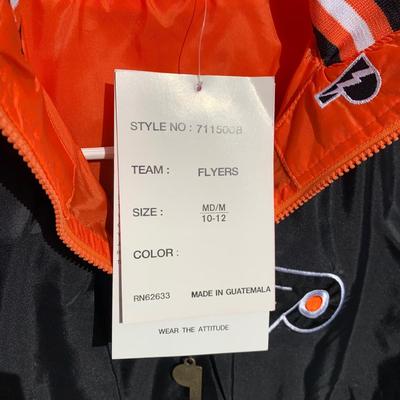 STYLE NO : 711500B
TEAM : FLYERS
SIZE : MD/M
10-12
COLOR :
RN62633 MADE IN GUATEMALA
WEAR THE ATTITUDE